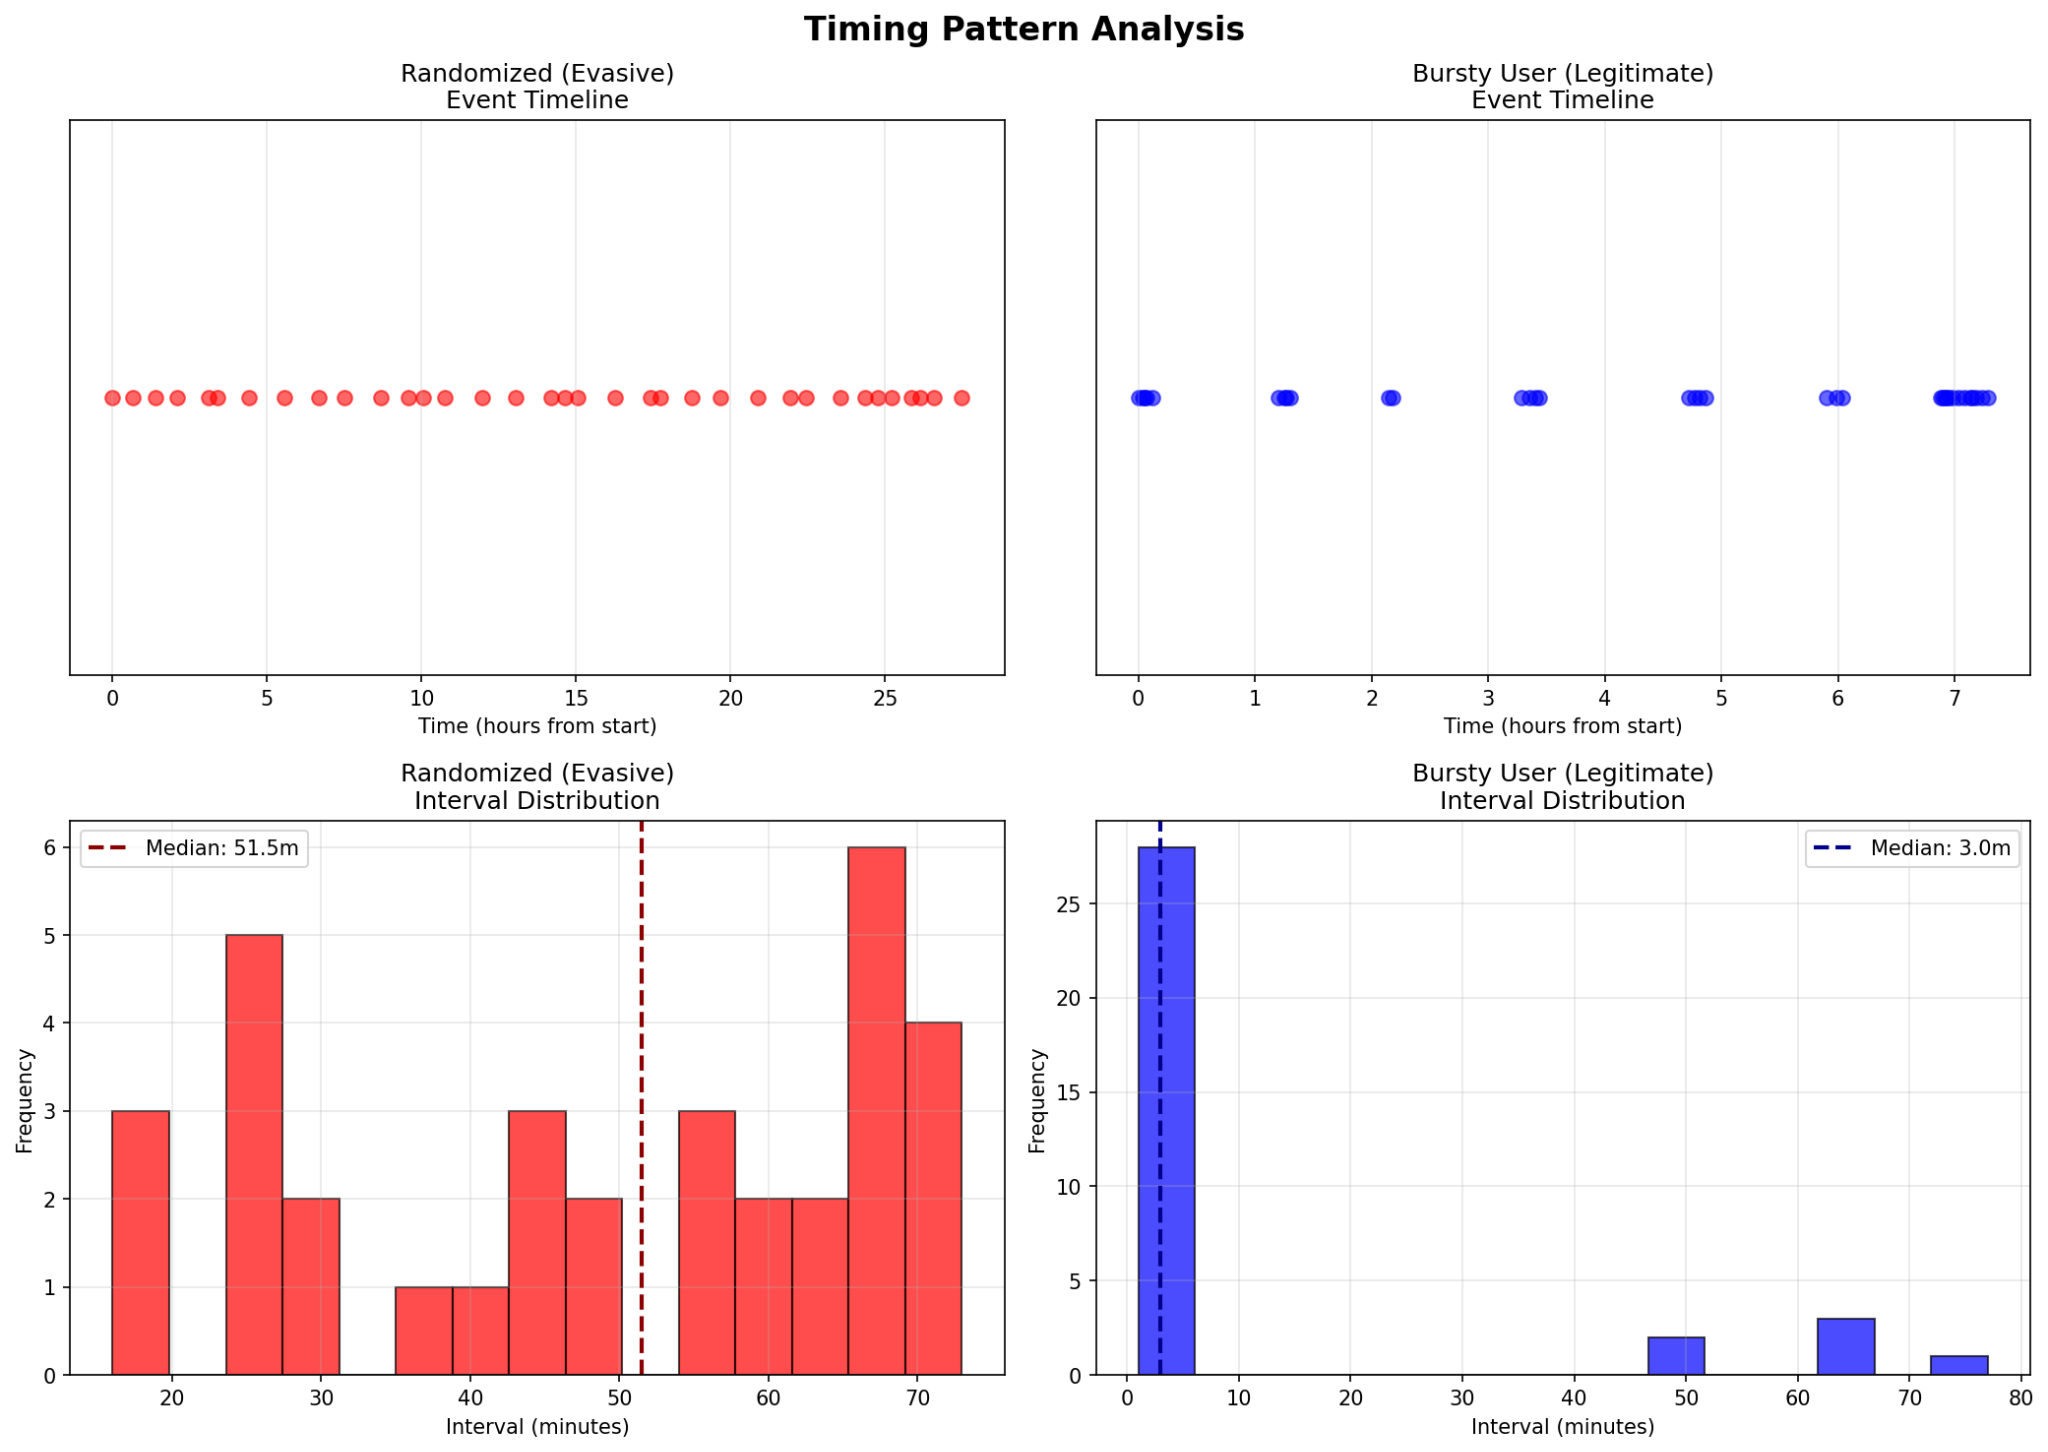 Timing Pattern Analysis
Randomized (Evasive)
Event Timeline
0 5 10 15 20 25
Time (hours from start)
Bursty User (Legitimate)
Event Timeline
0 1 2 3 4 5 6 7
Time (hours from start)
Randomized (Evasive)
Interval Distribution
Median: 51.5m
Frequency
6
5
4
3
2
1
0
20 30 40 50 60 70
Interval (minutes)
Bursty User (Legitimate)
Interval Distribution
Median: 3.0m
Frequency
25
20
15
10
5
0
0 10 20 30 40 50 60 70 80
Interval (minutes)